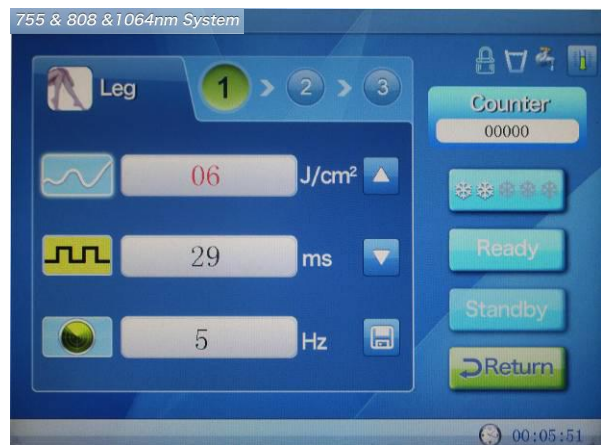 755 & 808 &1064nm System
Leg
1 > 2 > 3
Counter
00000
06 J/cm²
29 ms
Ready
5 Hz
Standby
Return
00:05:51